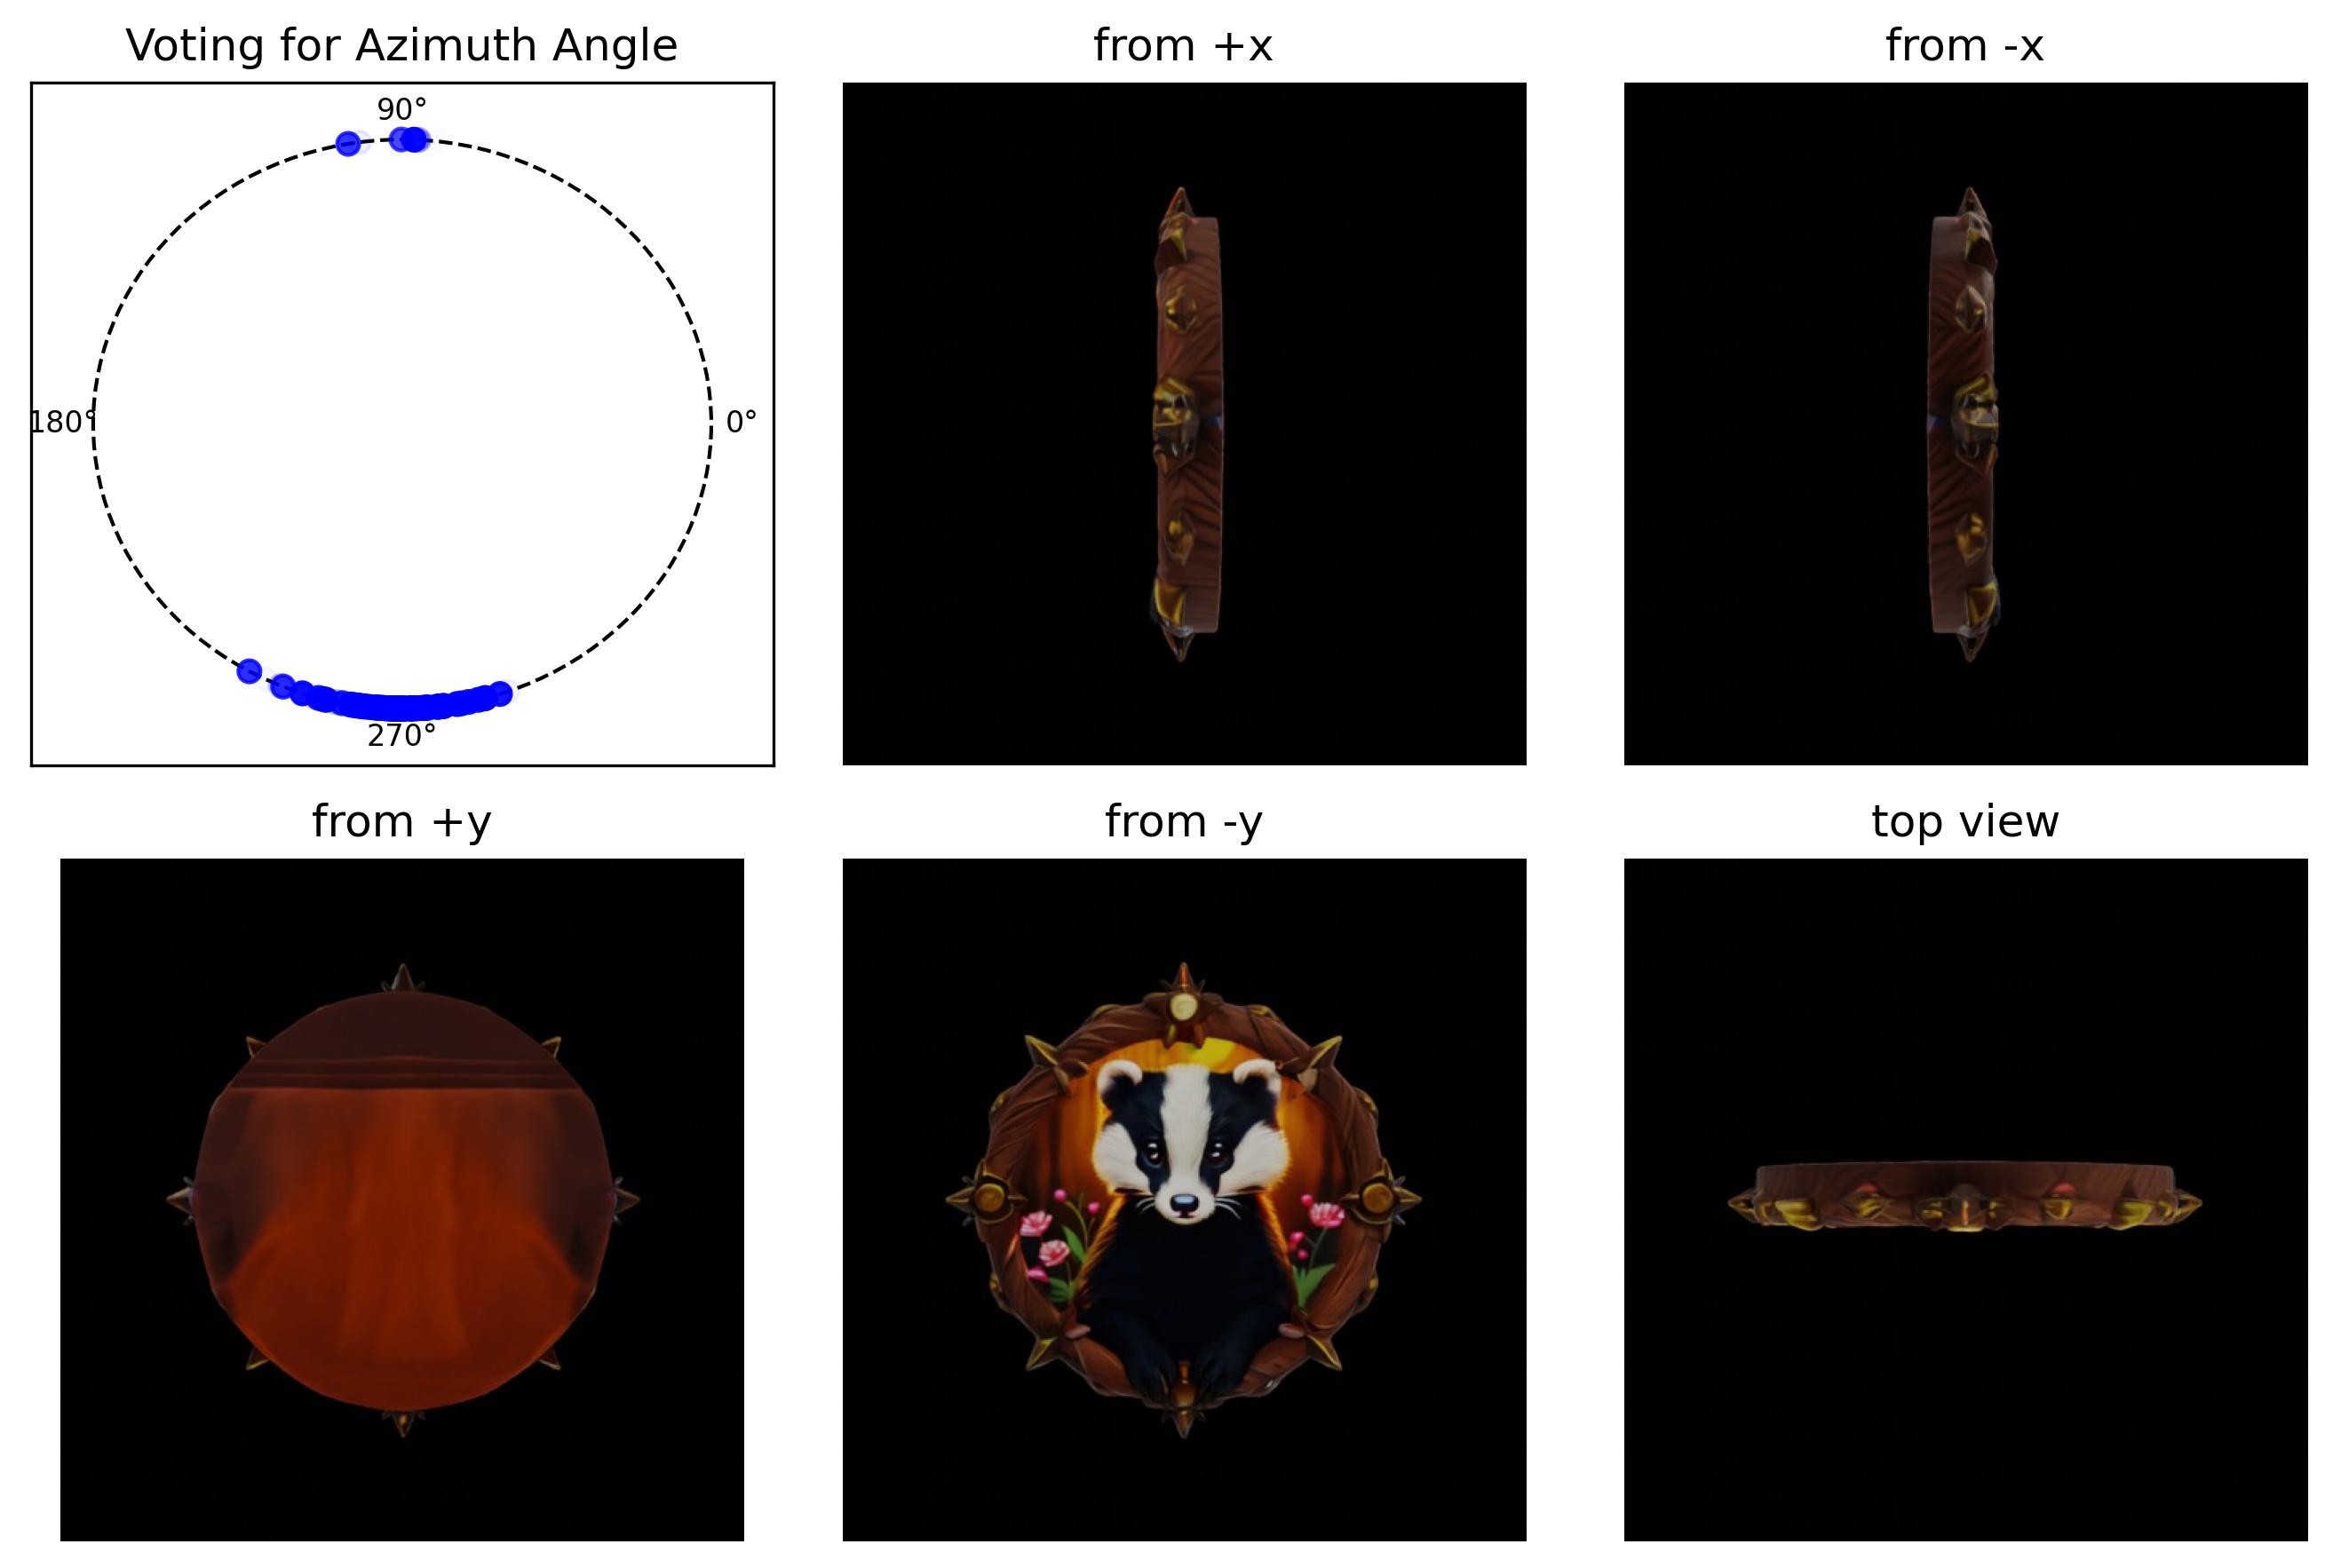 Voting for Azimuth Angle
90°
180°
0°
270°
from +x
from -x
from +y
from -y
top view